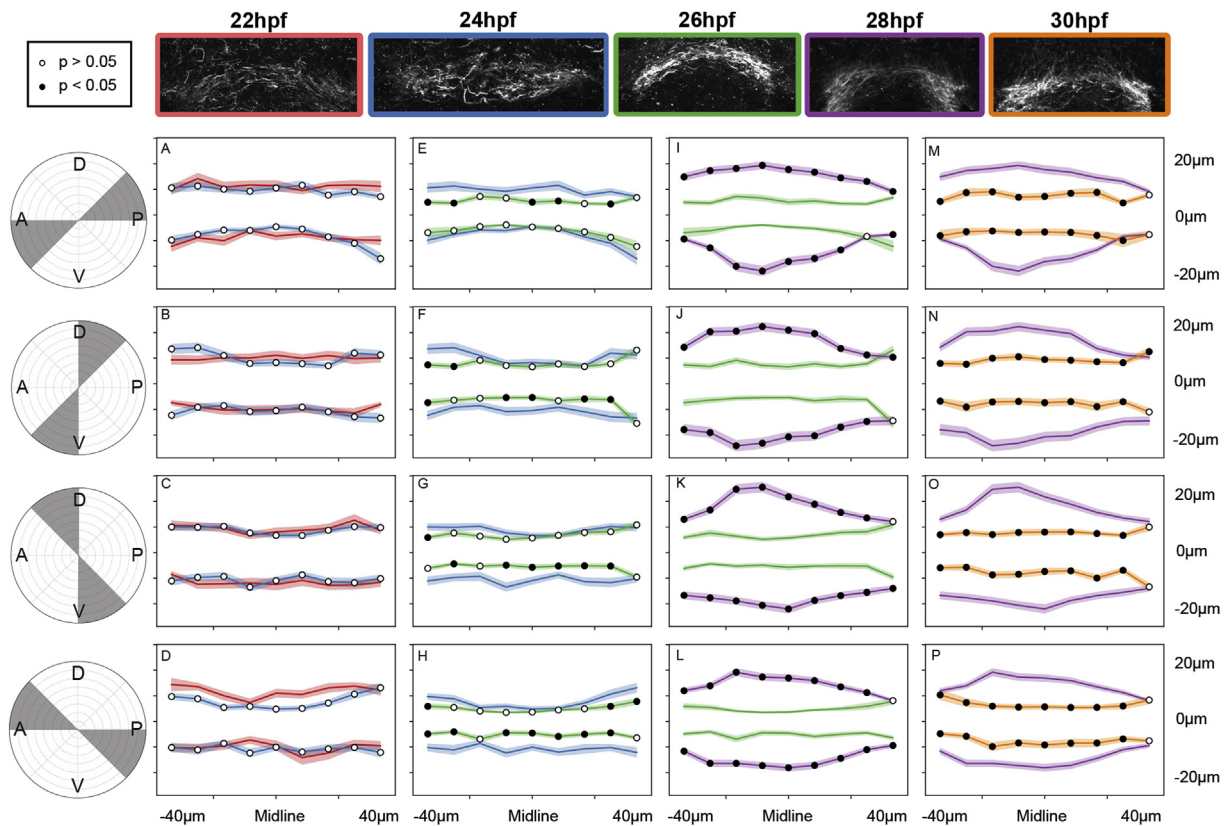 22hpf 24hpf 26hpf 28hpf 30hpf
p > 0.05
p < 0.05
D
A P
V
A E I M
20µm
0µm
-20µm
D
A P
V
B F J N
20µm
0µm
-20µm
D
A P
V
C G K O
20µm
0µm
-20µm
D
A P
V
D H L P
20µm
0µm
-20µm
-40µm Midline 40µm -40µm Midline 40µm -40µm Midline 40µm -40µm Midline 40µm